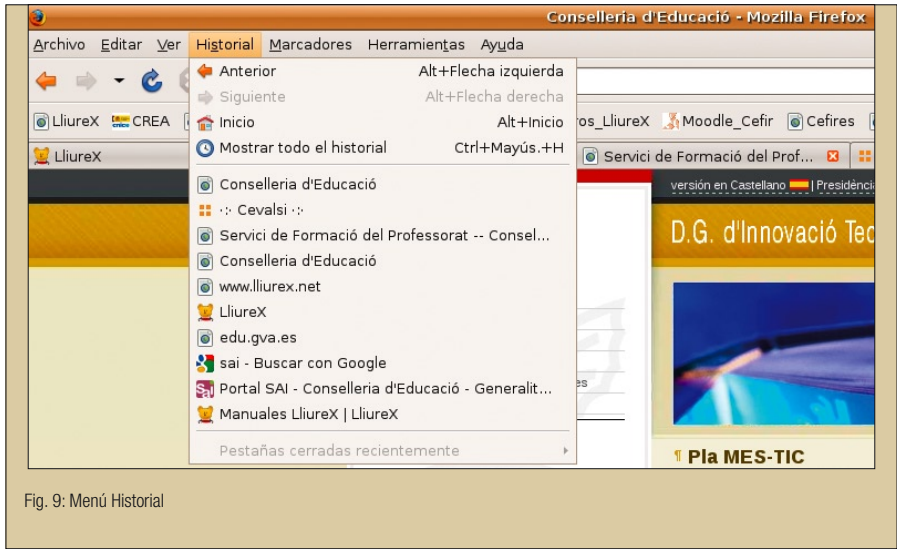 Conselleria d'Educació - Mozilla Firefox
Archivo Editar Ver Historial Marcadores Herramientas Ayuda
Anterior Alt+Flecha izquierda
Siguiente Alt+Flecha derecha
Inicio Alt+Inicio
Mostrar todo el historial Ctrl+Mayús.+H
LliureX CREA os_LliureX Moodle_Cefir Cefires
LliureX Servici de Formació del Prof...
Conselleria d'Educació
·:· Cevalsi ·:·
Servici de Formació del Professorat -- Consel...
Conselleria d'Educació
www.lliurex.net
LliureX
edu.gva.es
sai - Buscar con Google
Portal SAI - Conselleria d'Educació - Generalit...
Manuales LliureX | LliureX
Pestañas cerradas recientemente
versión en Castellano | Presidènci
D.G. d'Innovació Tec
es
¶ Pla MES-TIC
Fig. 9: Menú Historial